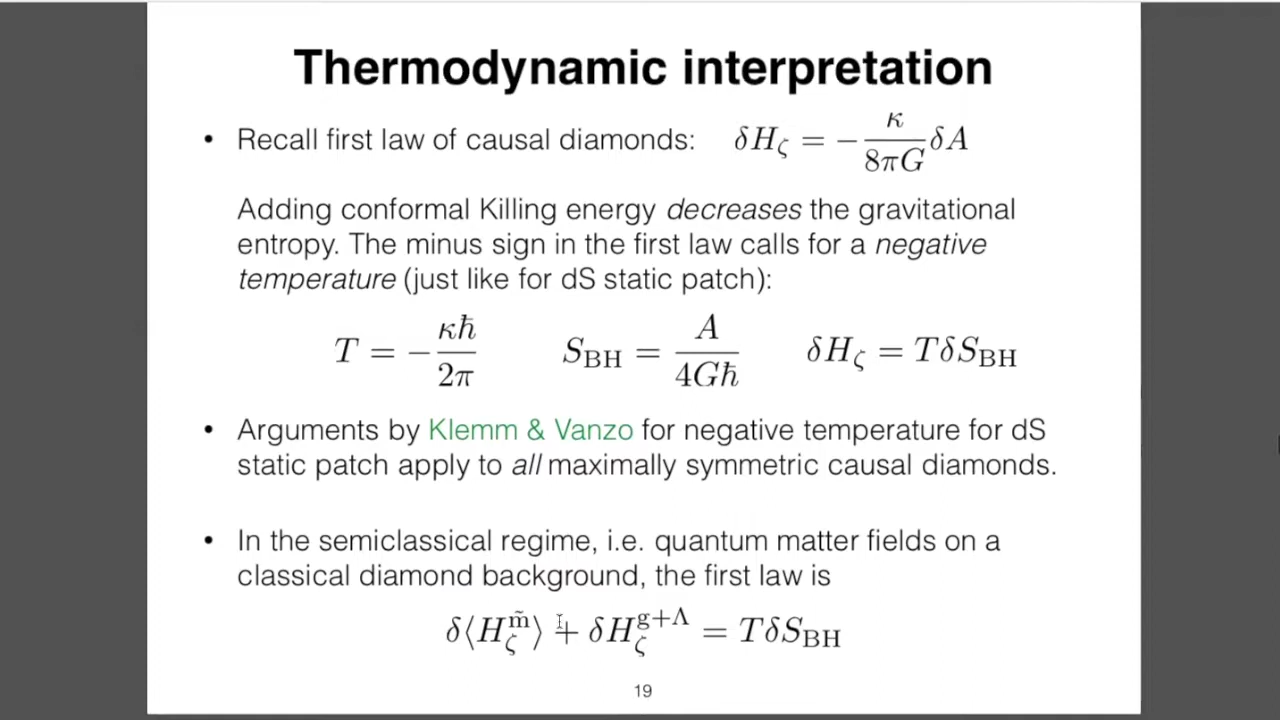 Thermodynamic interpretation
• Recall first law of causal diamonds: δH_ζ = −κ/(8πG) δA
Adding conformal Killing energy decreases the gravitational
entropy. The minus sign in the first law calls for a negative
temperature (just like for dS static patch):
T = −κħ/(2π)    S_BH = A/(4Għ)    δH_ζ = TδS_BH
• Arguments by Klemm & Vanzo for negative temperature for dS
static patch apply to all maximally symmetric causal diamonds.
• In the semiclassical regime, i.e. quantum matter fields on a
classical diamond background, the first law is
δ⟨H_ζ^m̃⟩ + δH_ζ^{g+Λ} = TδS_BH
19